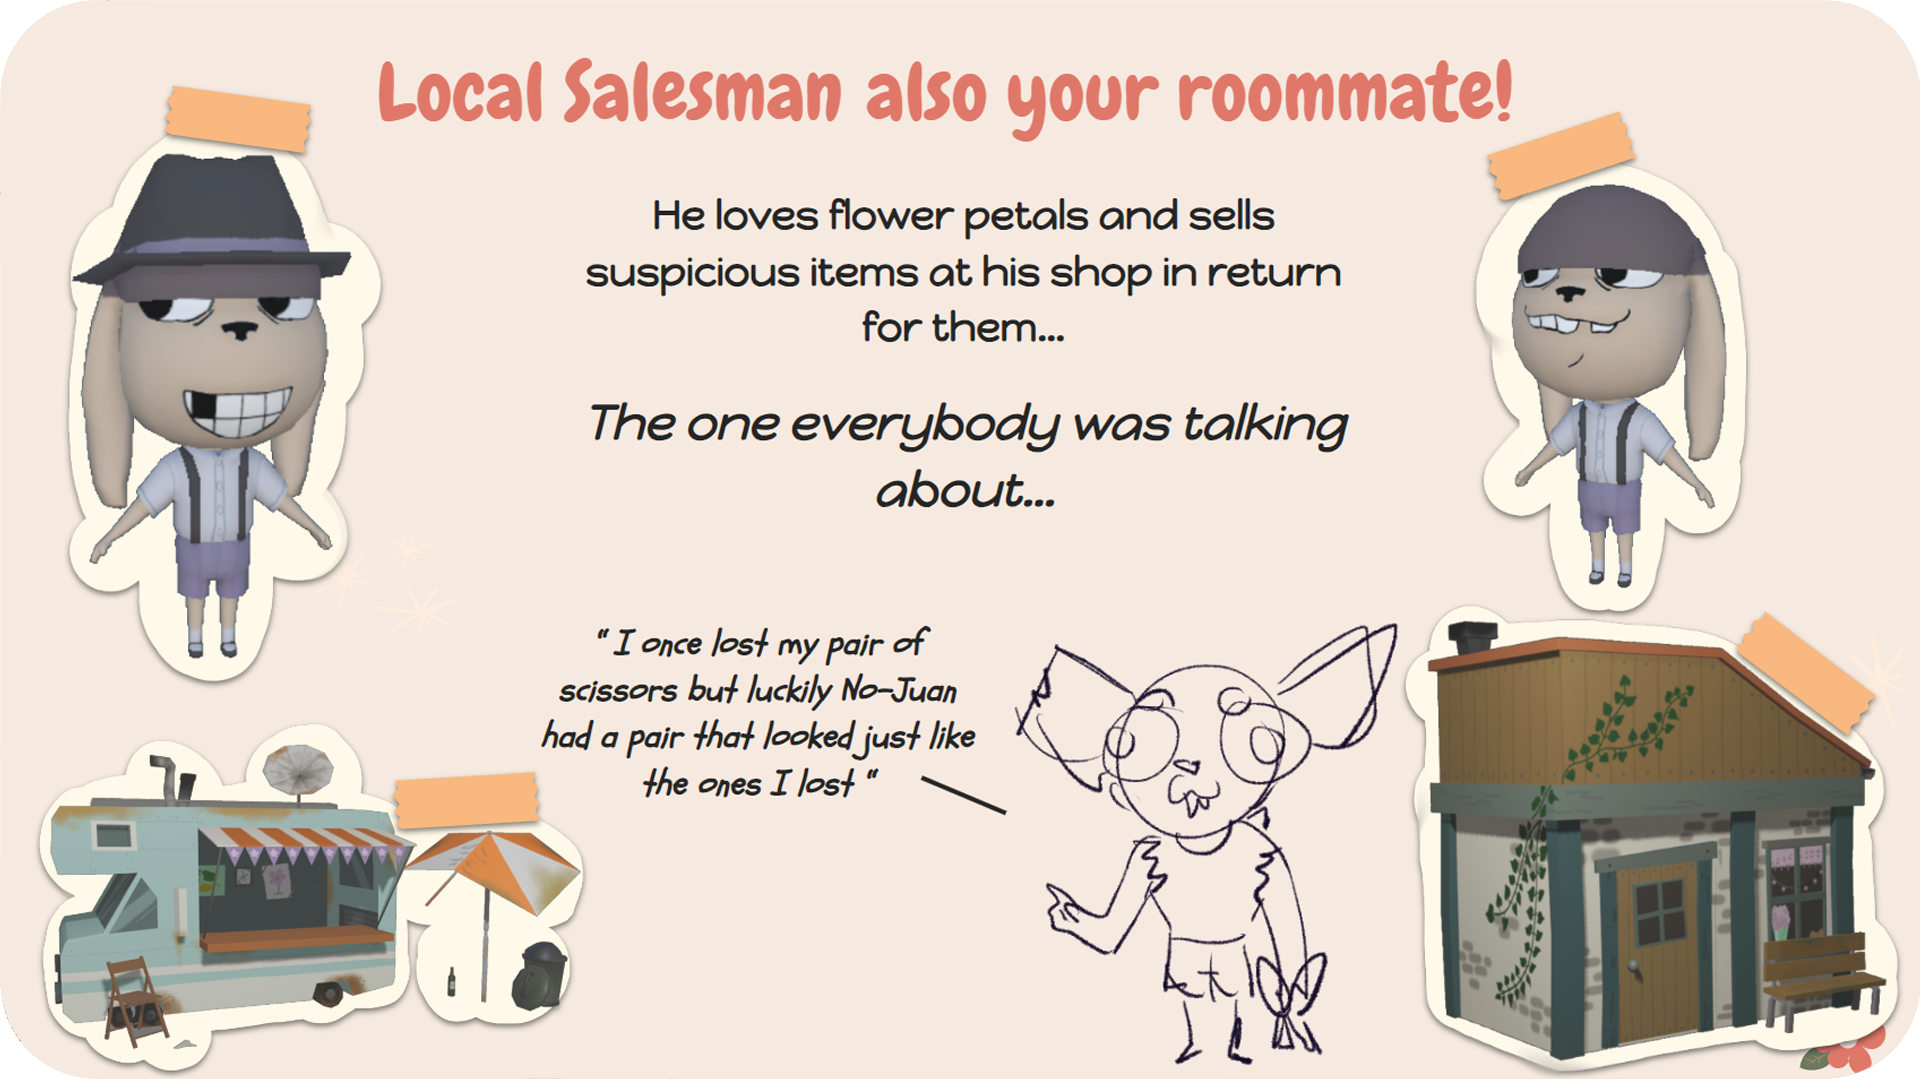 Local Salesman also your roommate!
He loves flower petals and sells
suspicious items at his shop in return
for them...
The one everybody was talking
about...
" I once lost my pair of
scissors but luckily No-Juan
had a pair that looked just like
the ones I lost "